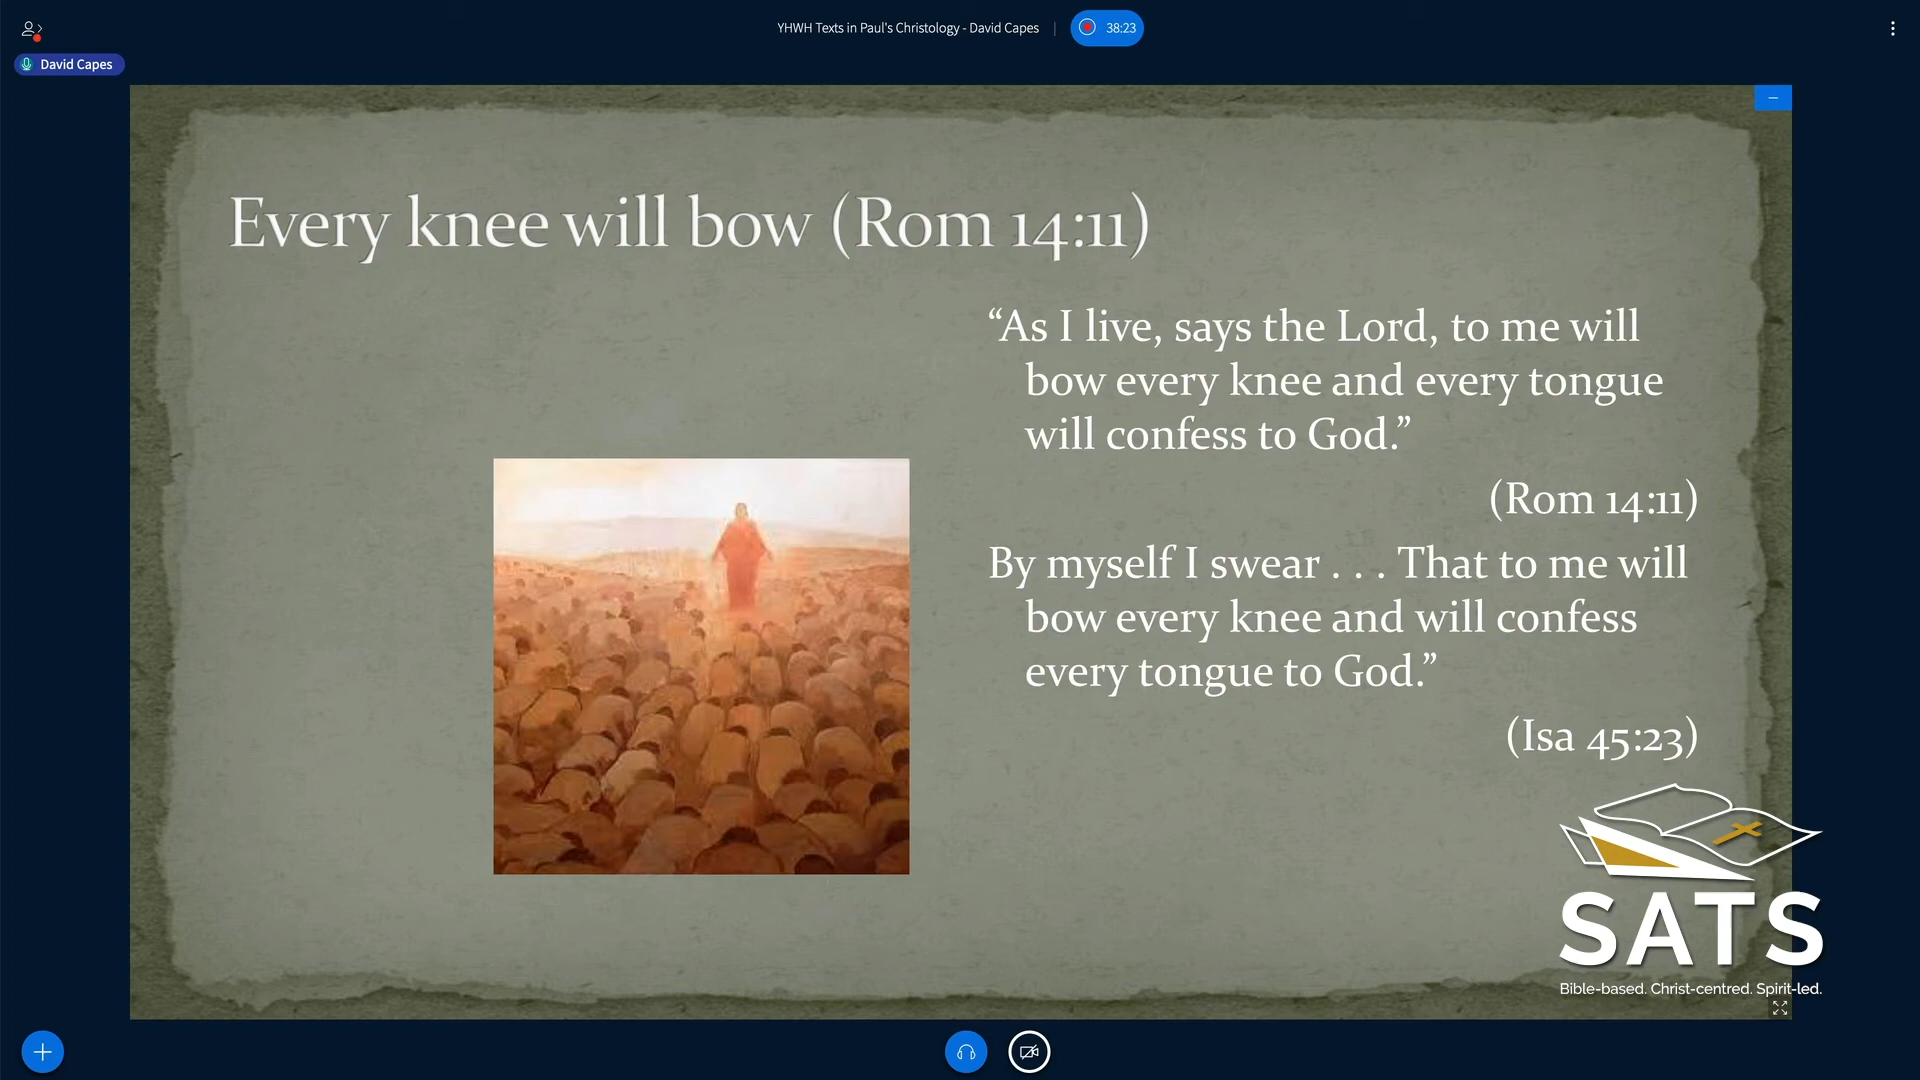 YHWH Texts in Paul's Christology - David Capes
38:23
David Capes
Every knee will bow (Rom 14:11)
“As I live, says the Lord, to me will
bow every knee and every tongue
will confess to God.”
(Rom 14:11)
By myself I swear . . . That to me will
bow every knee and will confess
every tongue to God.”
(Isa 45:23)
SATS
Bible-based. Christ-centred. Spirit-led.